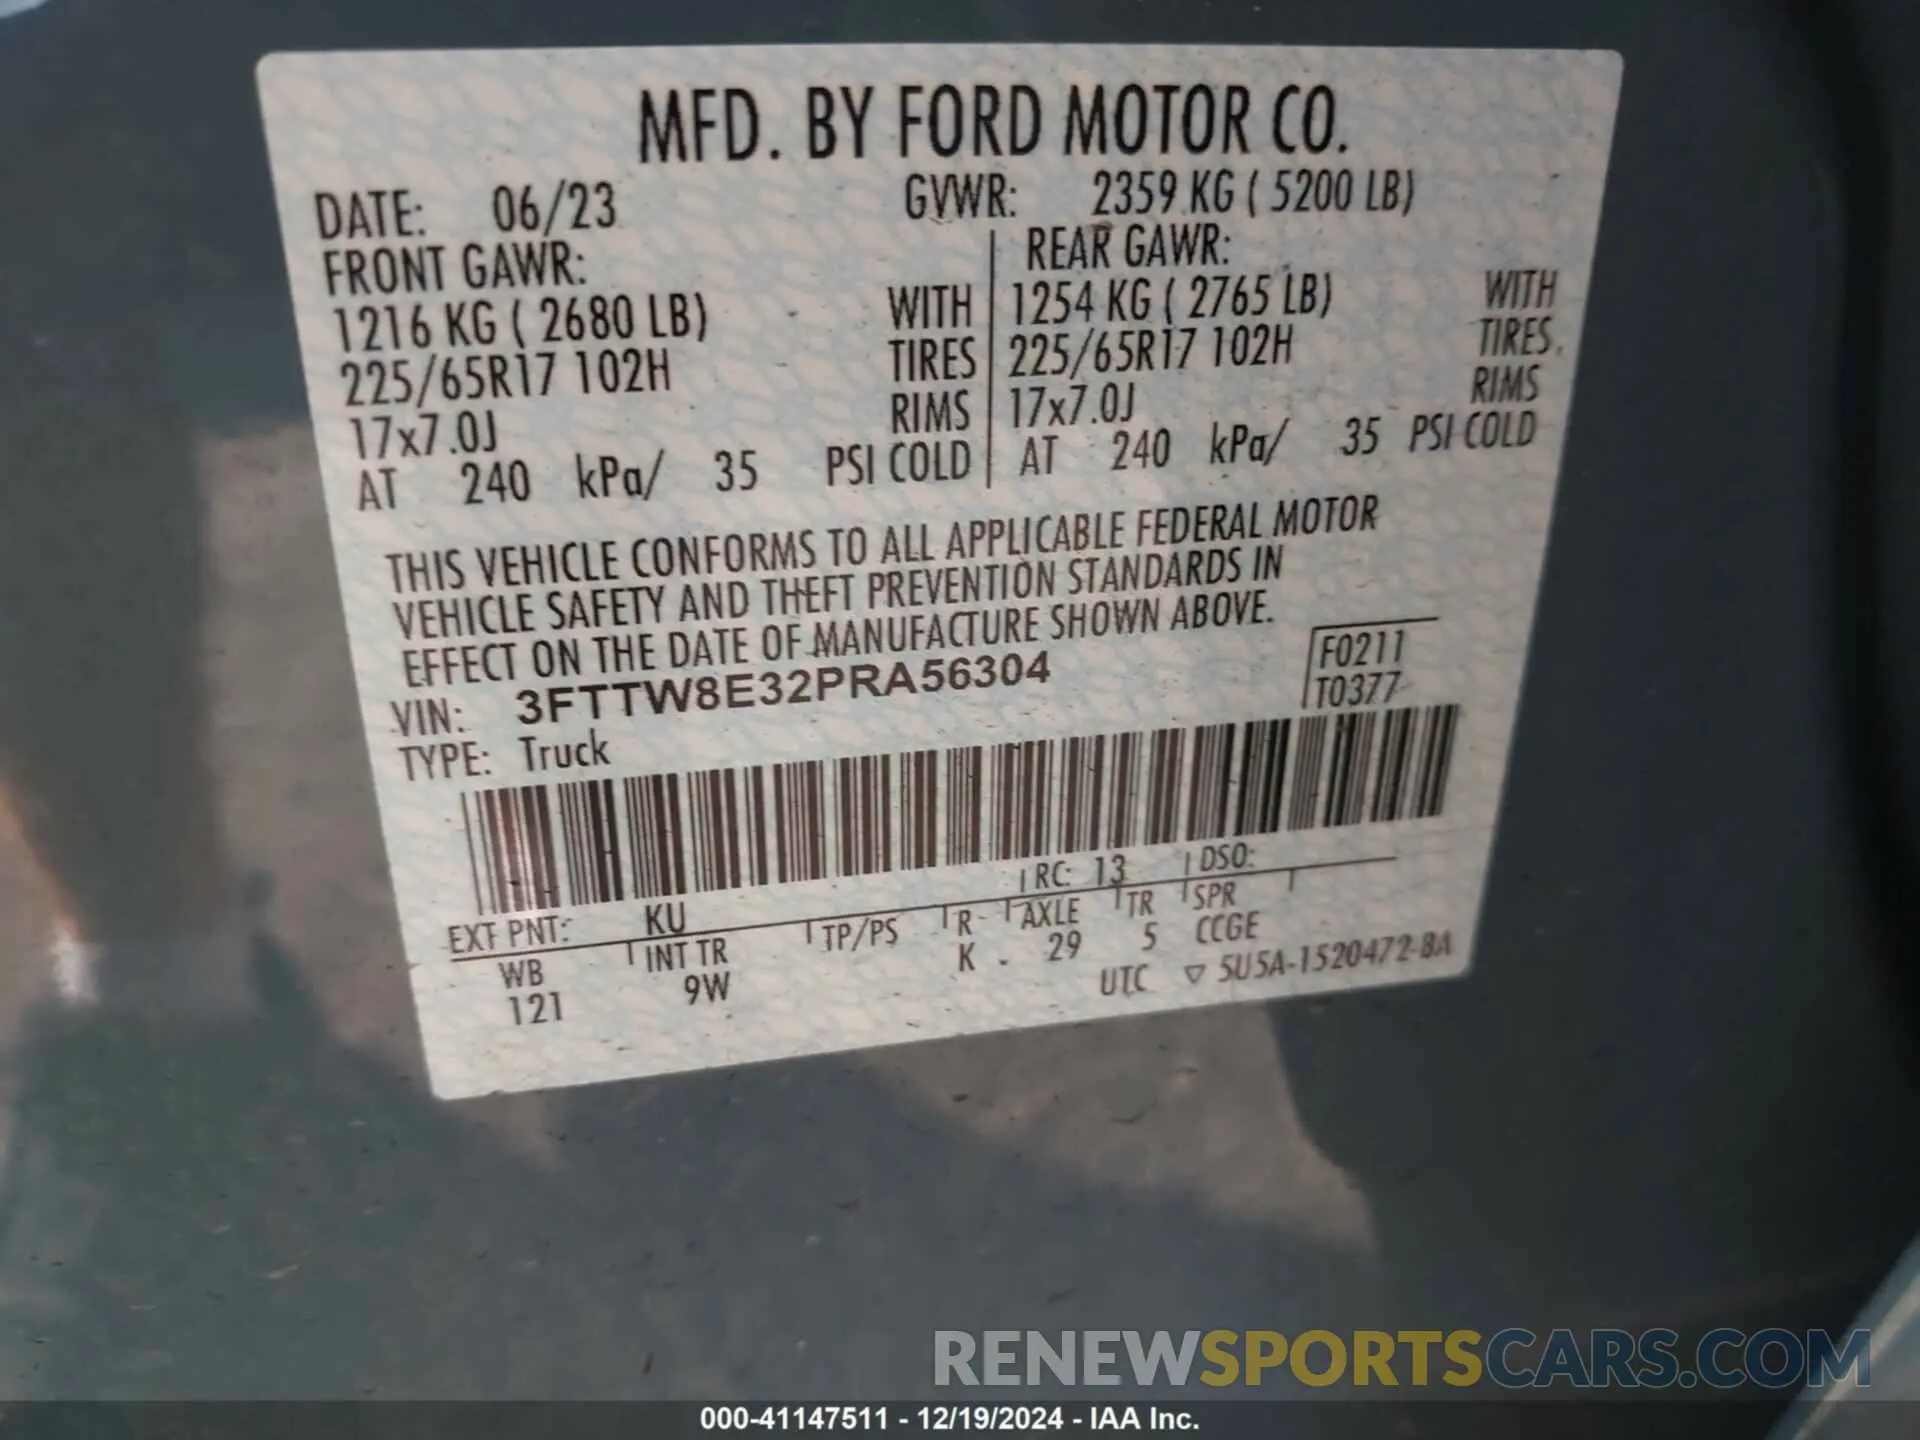 MFD. BY FORD MOTOR CO.
DATE: 06/23 GVWR: 2359 KG ( 5200 LB)
FRONT GAWR: REAR GAWR:
1216 KG ( 2680 LB) WITH 1254 KG ( 2765 LB) WITH
225/65R17 102H TIRES 225/65R17 102H TIRES
17x7.0J RIMS 17x7.0J RIMS
AT 240 kPa/ 35 PSI COLD AT 240 kPa/ 35 PSI COLD
THIS VEHICLE CONFORMS TO ALL APPLICABLE FEDERAL MOTOR
VEHICLE SAFETY AND THEFT PREVENTION STANDARDS IN
EFFECT ON THE DATE OF MANUFACTURE SHOWN ABOVE.
VIN: 3FTTW8E32PRA56304 F0211
TYPE: Truck T0377
EXT PNT: KU RC: 13 DSO:
WB INT TR TP/PS R AXLE TR SPR
121 9W K 29 5 CCGE
UTC ▽ 5U5A-1520472-BA
RENEWSPORTSCARS.COM
000-41147511 - 12/19/2024 - IAA Inc.